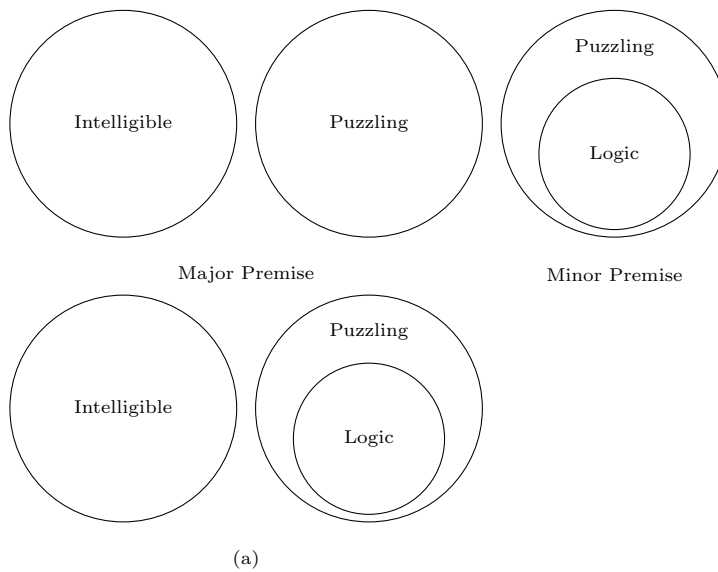 Puzzling
Intelligible
Puzzling
Logic
Major Premise
Minor Premise
Puzzling
Intelligible
Logic
(a)